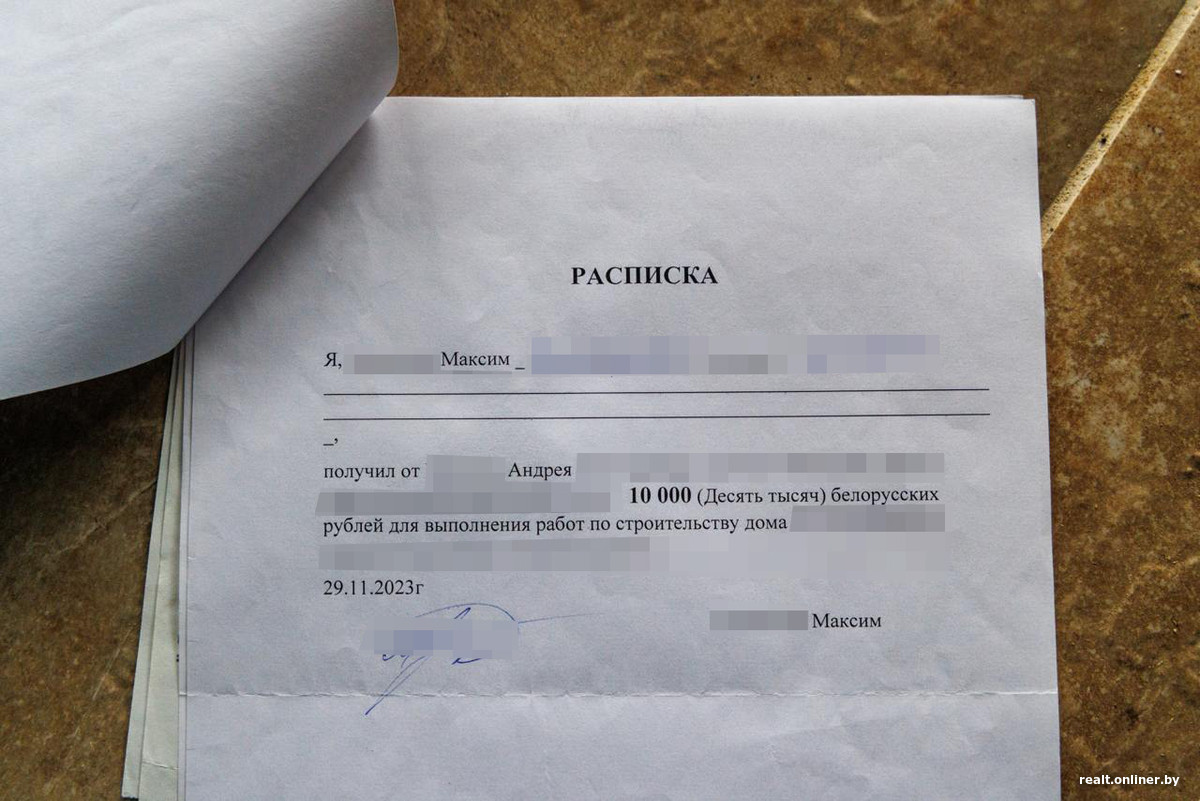 РАСПИСКА
Я, Максим _
_,
получил от Андрея
10 000 (Десять тысяч) белорусских
рублей для выполнения работ по строительству дома
29.11.2023г
Максим
realt.onliner.by